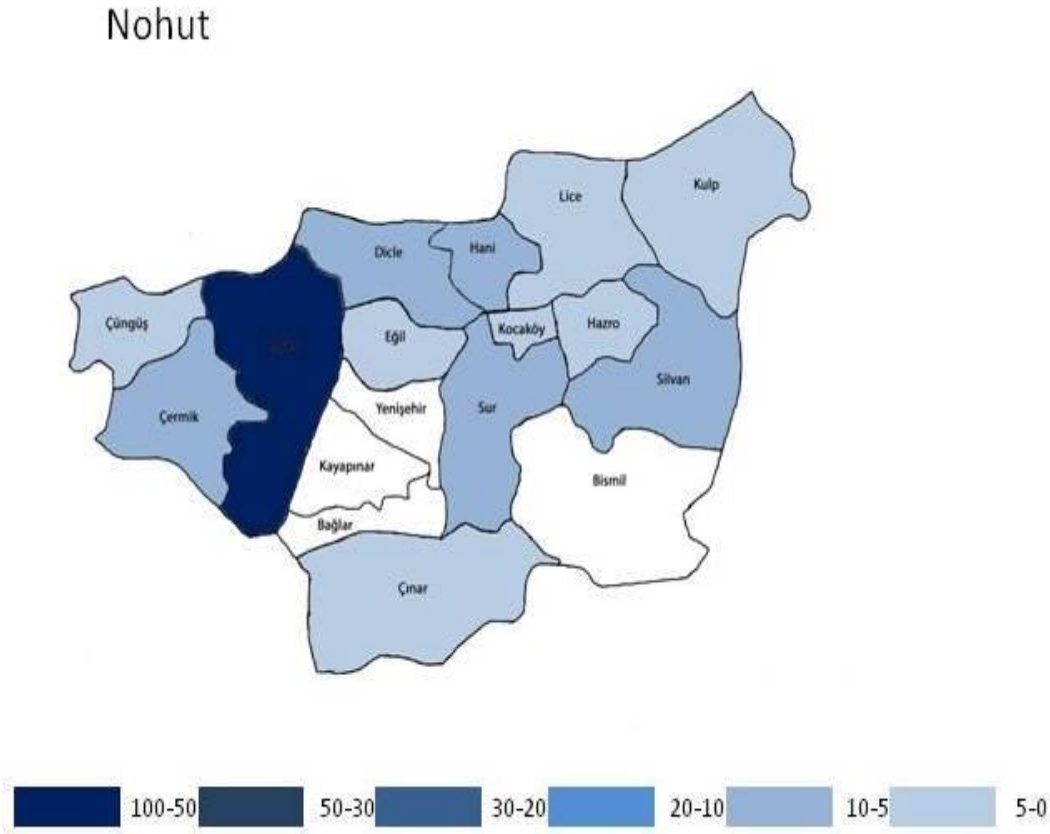 Nohut
Kulp
Lice
Dicle
Hani
Çüngüş
Eğil
Kocaköy
Hazro
Silvan
Çermik
Yenişehir
Sur
Kayapınar
Bismil
Bağlar
Çınar
100-50 50-30 30-20 20-10 10-5 5-0